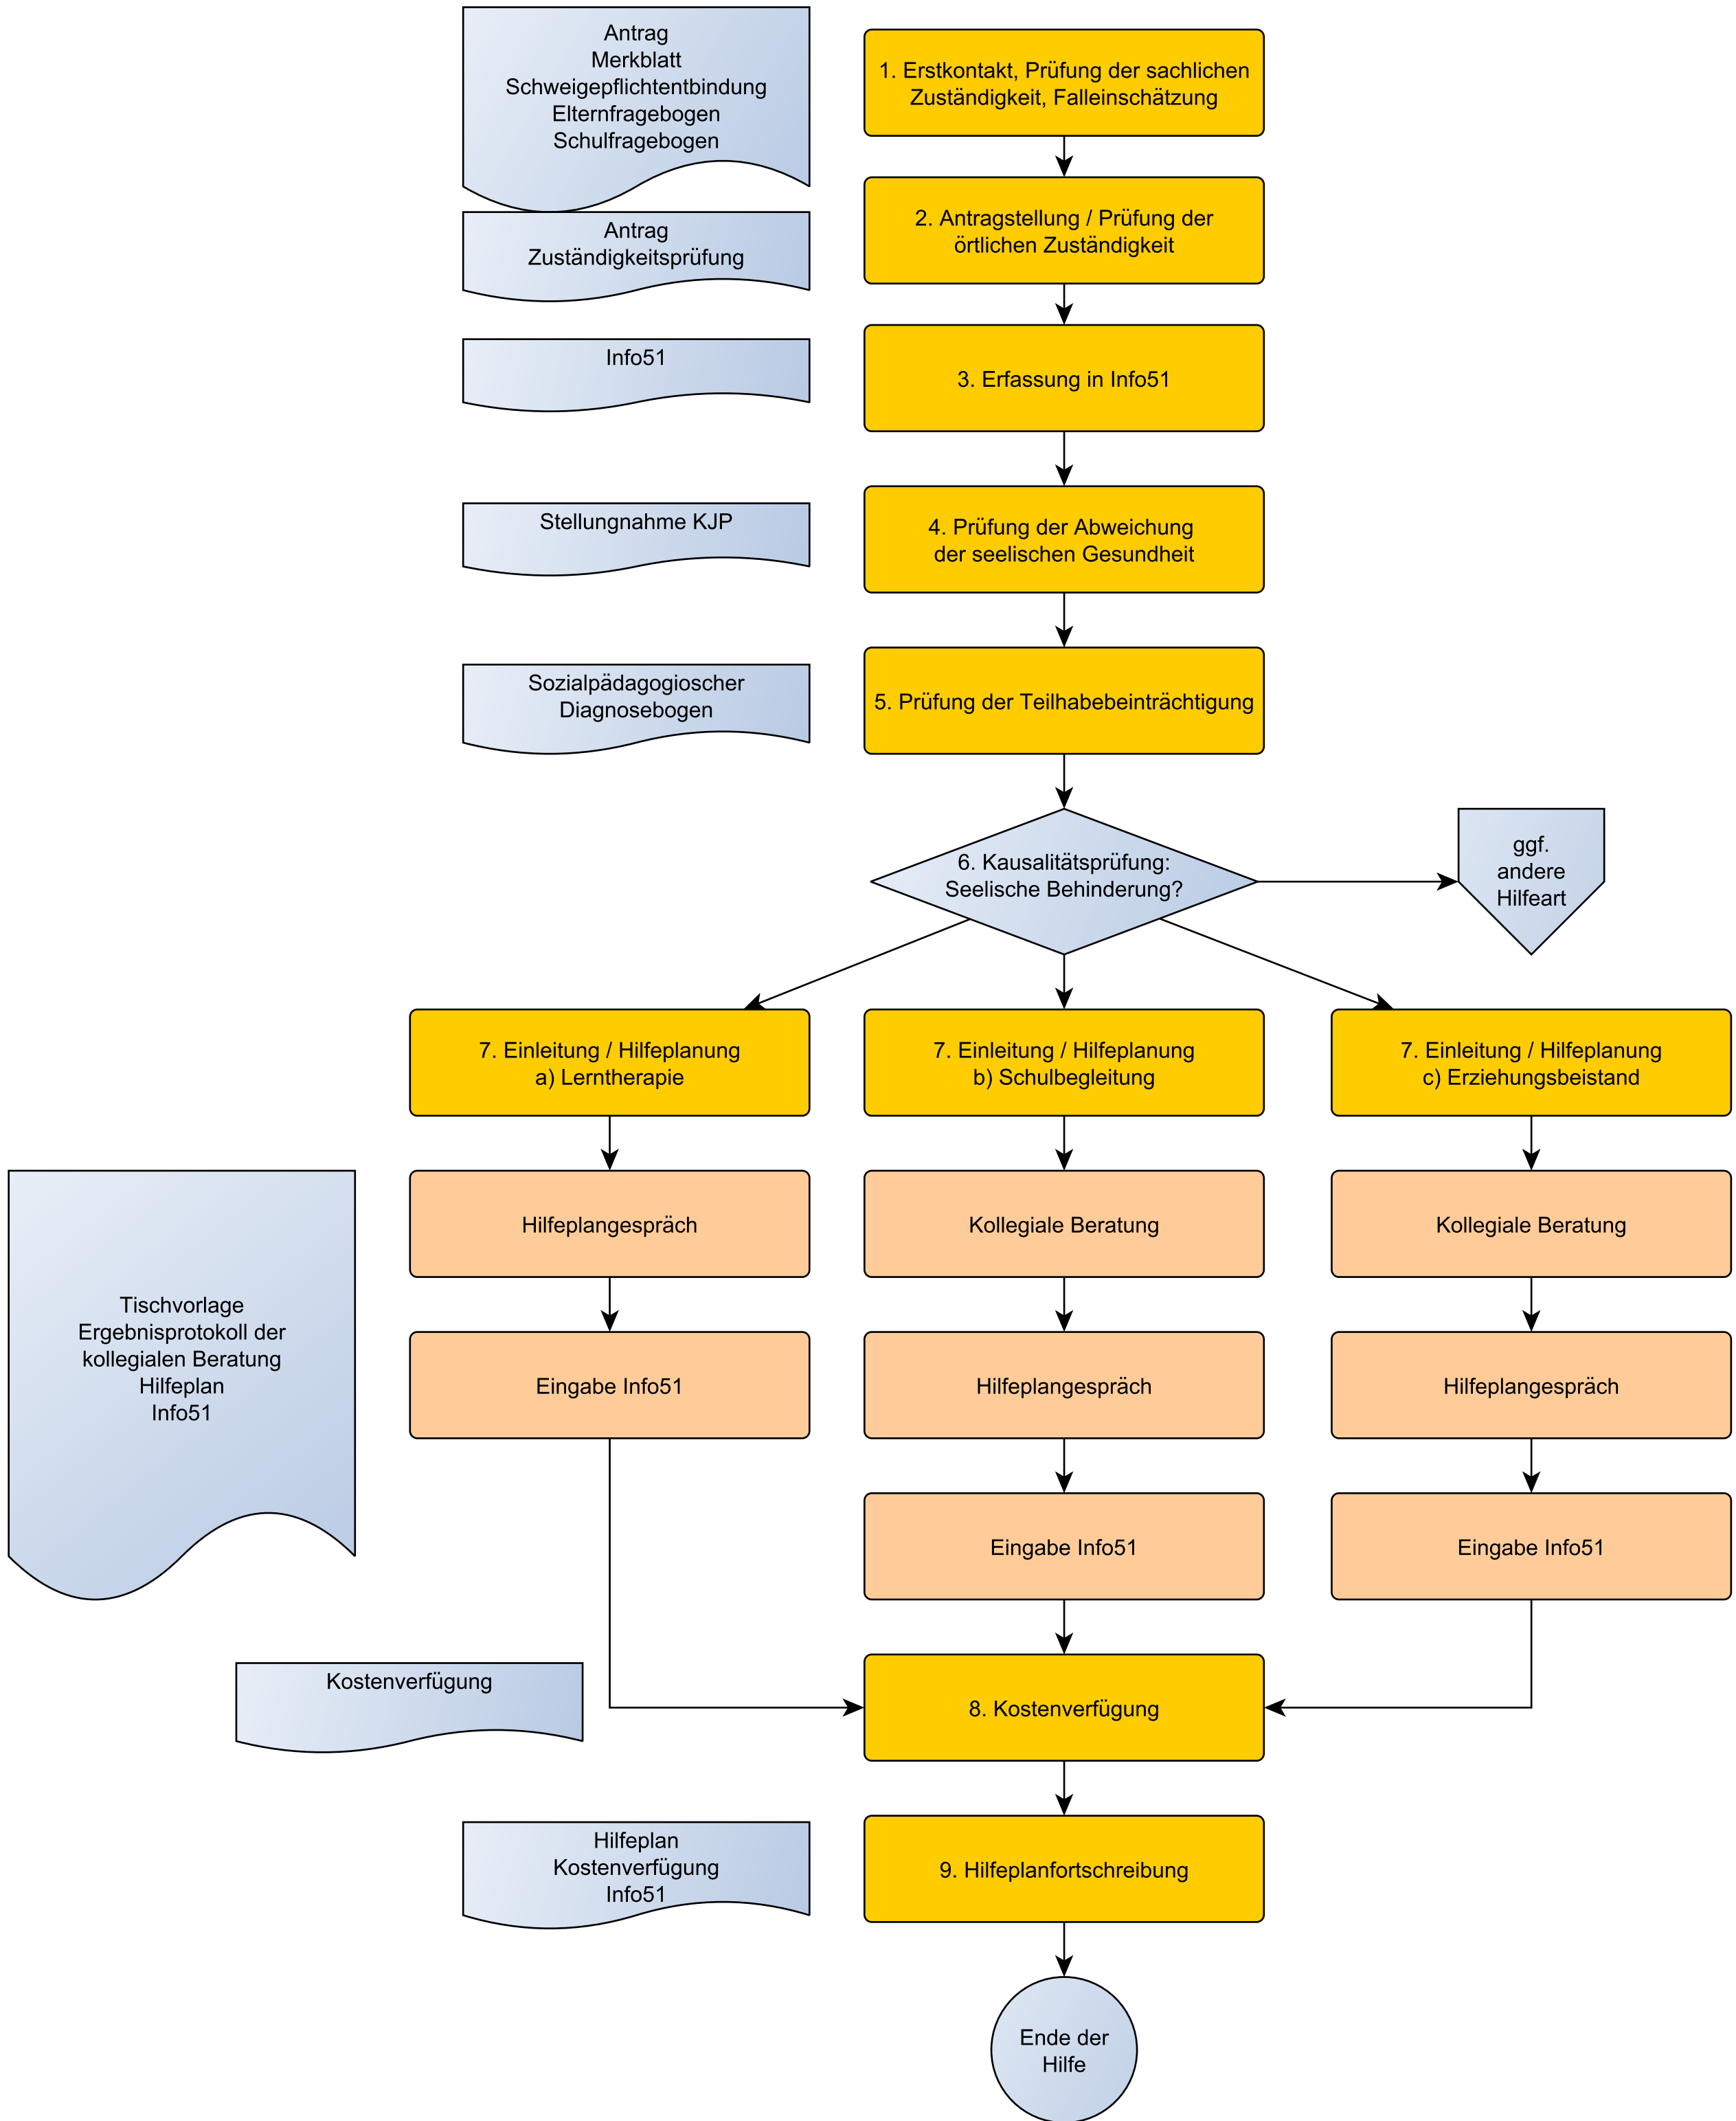 Antrag
Merkblatt
Schweigepflichtentbindung
Elternfragebogen
Schulfragebogen
1. Erstkontakt, Prüfung der sachlichen
Zuständigkeit, Falleinschätzung
Antrag
Zuständigkeitsprüfung
2. Antragstellung / Prüfung der
örtlichen Zuständigkeit
Info51
3. Erfassung in Info51
Stellungnahme KJP
4. Prüfung der Abweichung
der seelischen Gesundheit
Sozialpädagogioscher
Diagnosebogen
5. Prüfung der Teilhabebeinträchtigung
6. Kausalitätsprüfung:
Seelische Behinderung?
ggf.
andere
Hilfeart
7. Einleitung / Hilfeplanung
a) Lerntherapie
7. Einleitung / Hilfeplanung
b) Schulbegleitung
7. Einleitung / Hilfeplanung
c) Erziehungsbeistand
Tischvorlage
Ergebnisprotokoll der
kollegialen Beratung
Hilfeplan
Info51
Hilfeplangespräch
Kollegiale Beratung
Kollegiale Beratung
Eingabe Info51
Hilfeplangespräch
Hilfeplangespräch
Eingabe Info51
Eingabe Info51
Kostenverfügung
8. Kostenverfügung
Hilfeplan
Kostenverfügung
Info51
9. Hilfeplanfortschreibung
Ende der
Hilfe